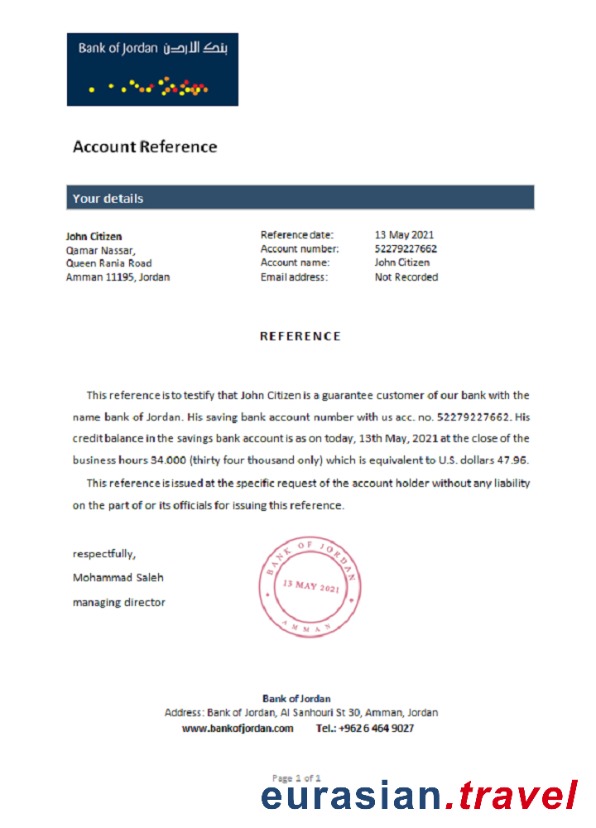 Bank of Jordan بنك الاردن
Account Reference
Your details
John Citizen
Qamar Nassar,
Queen Rania Road
Amman 11195, Jordan
Reference date: 13 May 2021
Account number: 52279227662
Account name: John Citizen
Email address: Not Recorded
REFERENCE
This reference is to testify that John Citizen is a guarantee customer of our bank with the
name bank of Jordan. His saving bank account number with us acc. no. 52279227662. His
credit balance in the savings bank account is as on today, 13th May, 2021 at the close of the
business hours 34.000 (thirty four thousand only) which is equivalent to U.S. dollars 47.96.
This reference is issued at the specific request of the account holder without any liability
on the part of or its officials for issuing this reference.
respectfully,
Mohammad Saleh
managing director
BANK OF JORDAN
13 MAY 2021
AMMAN
Bank of Jordan
Address: Bank of Jordan, Al Sanhouri St 30, Amman, Jordan
www.bankofjordan.com Tel.: +962 6 464 9027
Page 1 of 1
eurasian.travel